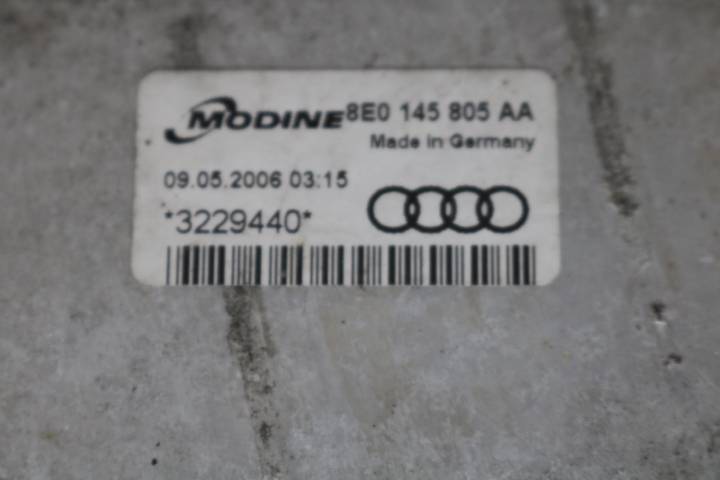 MODINE 8E0 145 805 AA
Made in Germany
09.05.2006 03:15
*3229440*